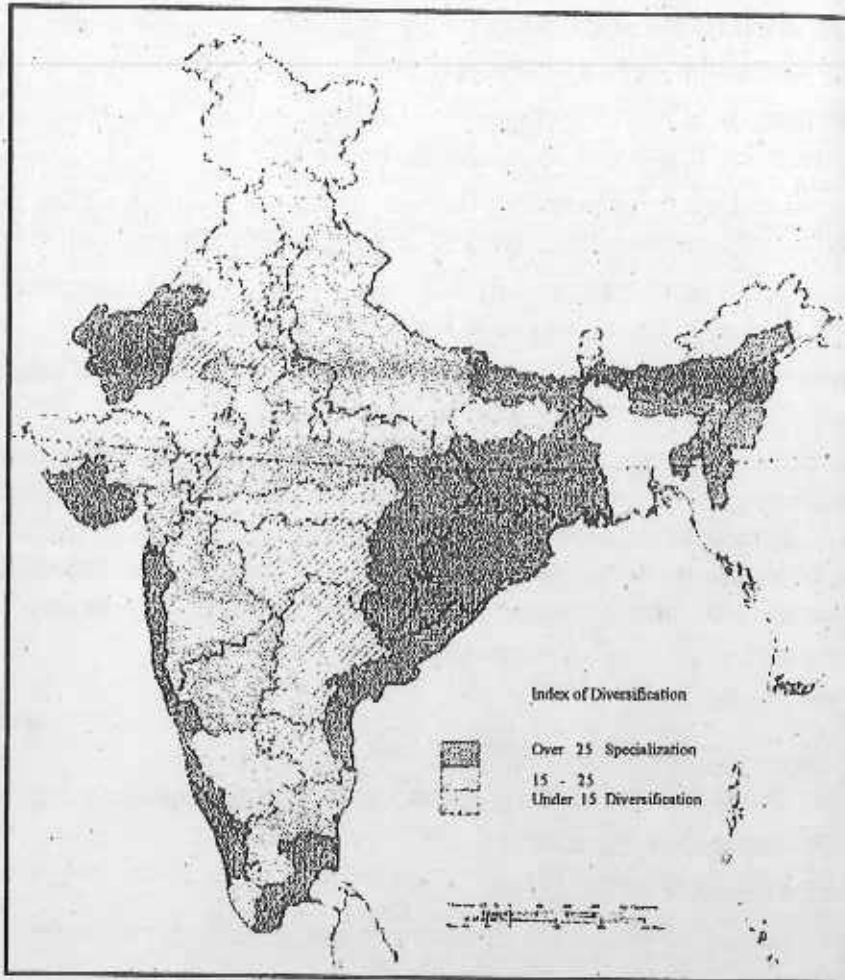 Index of Diversification
Over 25 Specialization
15 - 25
Under 15 Diversification